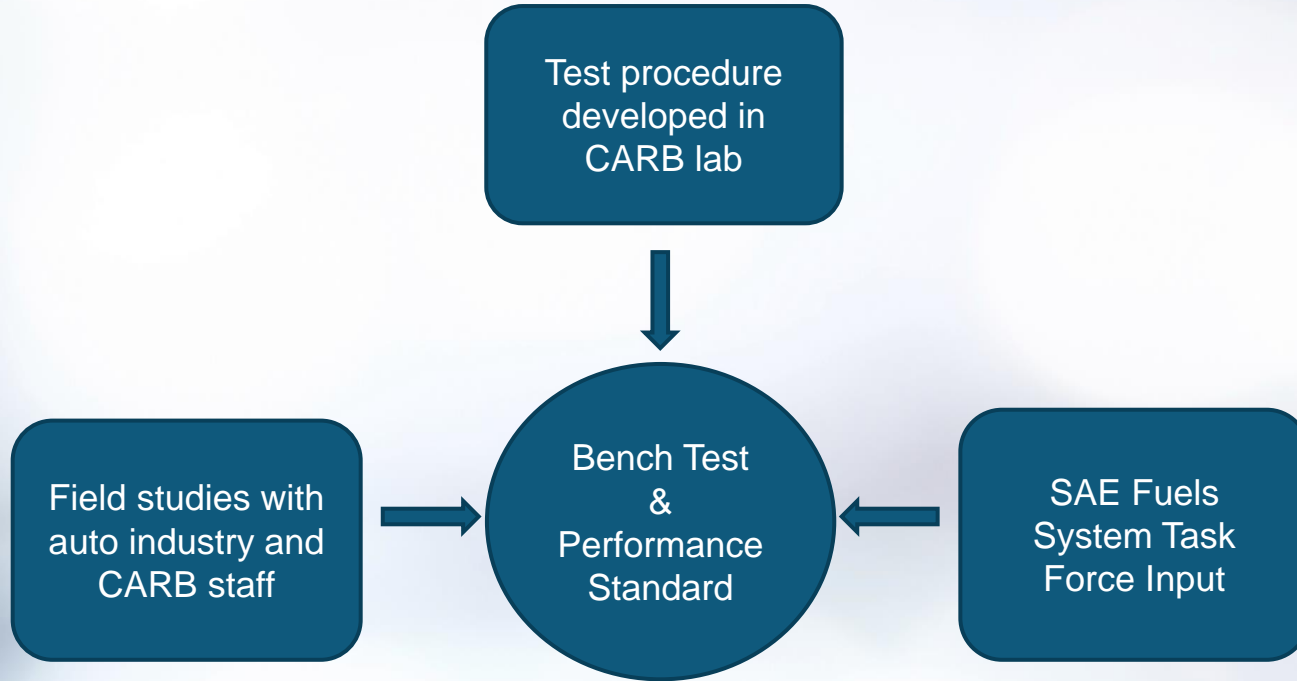 Test procedure
developed in
CARB lab
Field studies with
auto industry and
CARB staff
Bench Test
&
Performance
Standard
SAE Fuels
System Task
Force Input